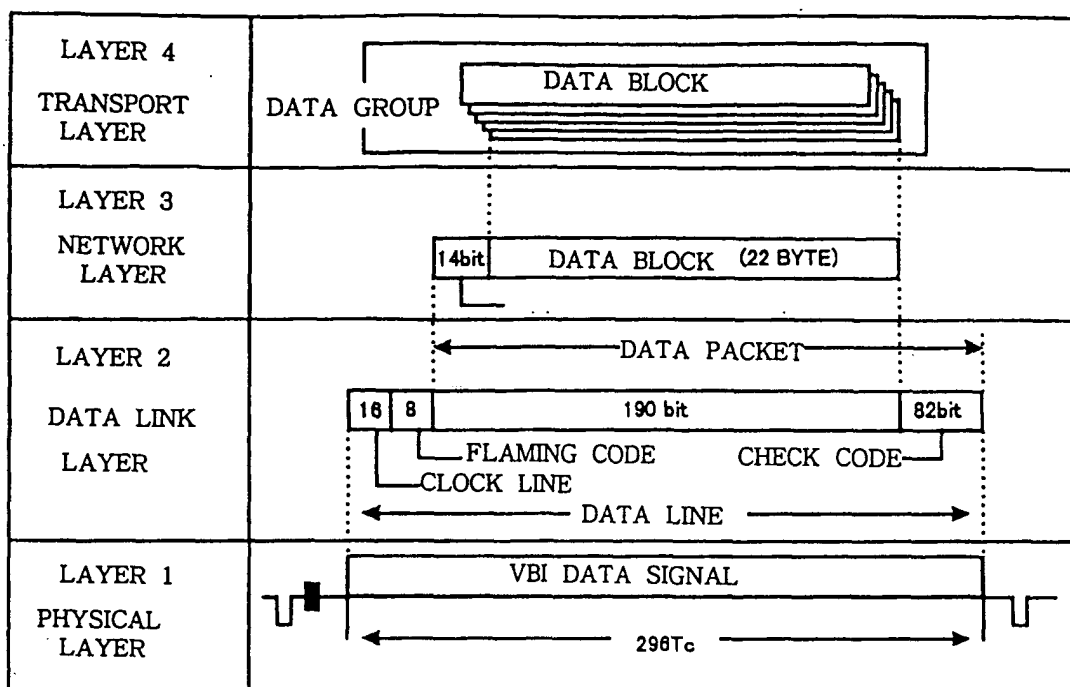 LAYER 4
TRANSPORT
LAYER
DATA GROUP
DATA BLOCK
LAYER 3
NETWORK
LAYER
14bit
DATA BLOCK (22 BYTE)
LAYER 2
DATA LINK
LAYER
DATA PACKET
16
8
190 bit
82bit
FLAMING CODE
CHECK CODE
CLOCK LINE
DATA LINE
LAYER 1
PHYSICAL
LAYER
VBI DATA SIGNAL
296Tc